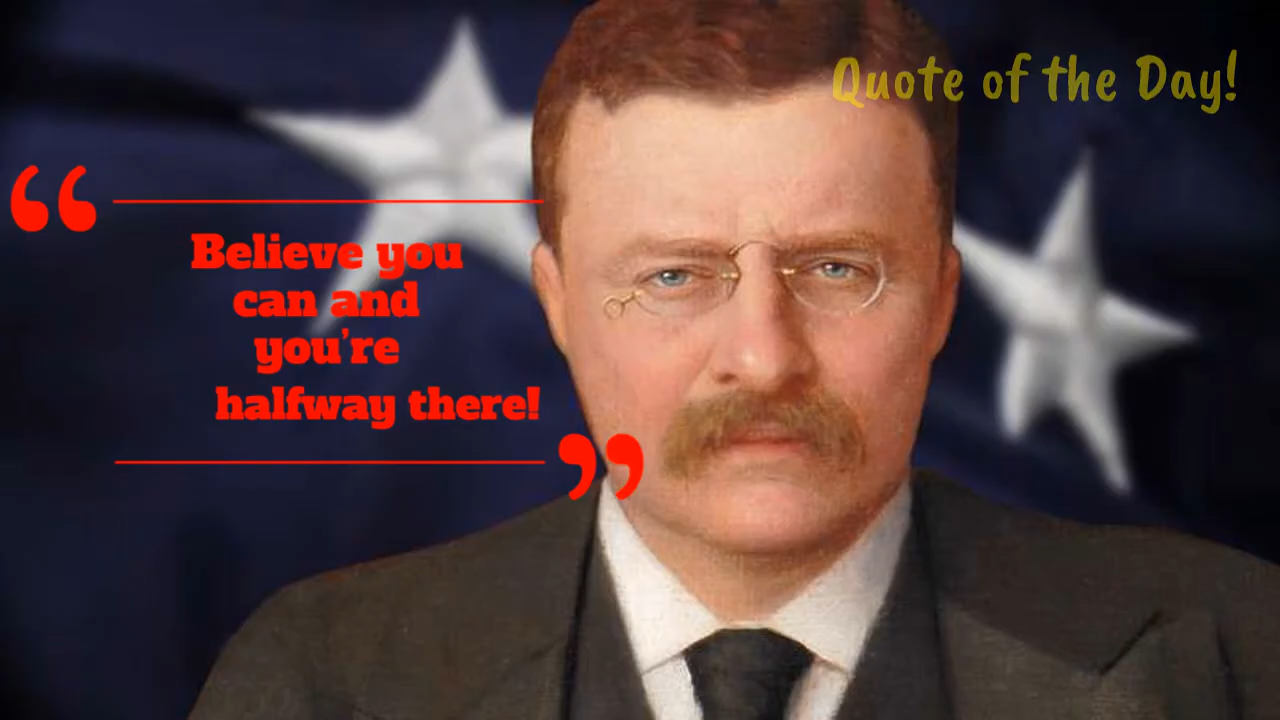 Quote of the Day!
“
Believe you
can and
you’re
halfway there!
”